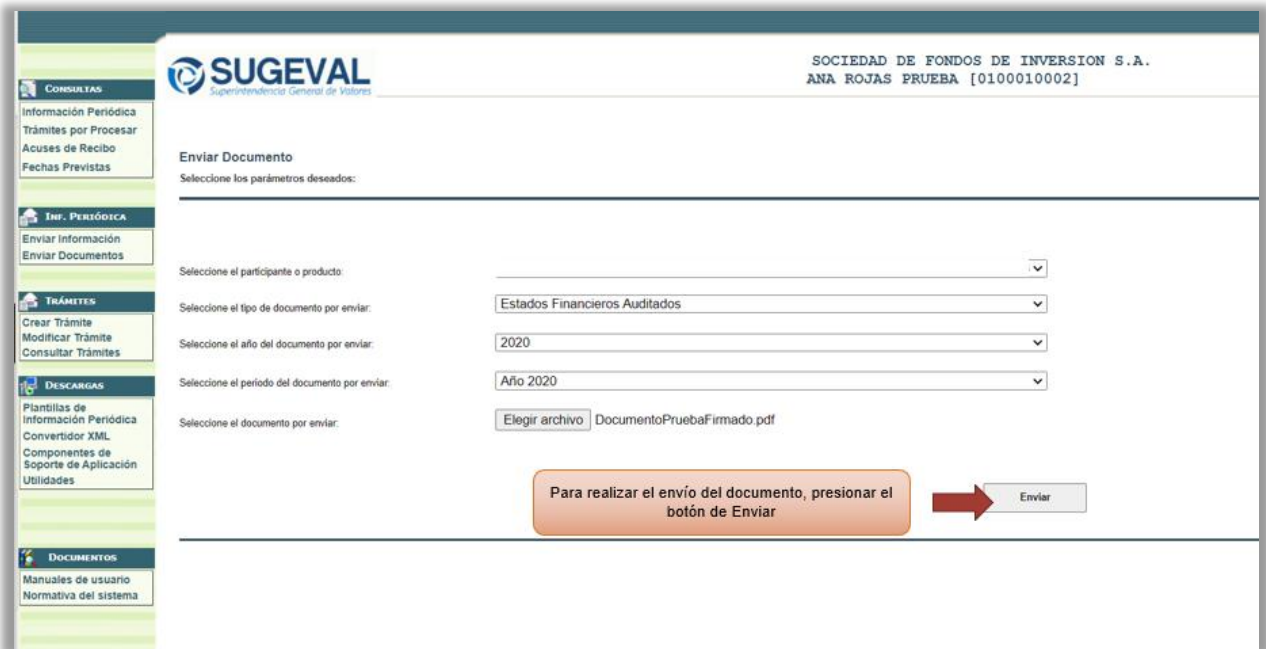 SUGEVAL
Superintendencia General de Valores
SOCIEDAD DE FONDOS DE INVERSION S.A.
ANA ROJAS PRUEBA [0100010002]
CONSULTAS
Información Periódica
Trámites por Procesar
Acuses de Recibo
Fechas Previstas
INF. PERIÓDICA
Enviar Información
Enviar Documentos
TRÁMITES
Crear Trámite
Modificar Trámite
Consultar Trámites
DESCARGAS
Plantillas de
Información Periódica
Convertidor XML
Componentes de
Soporte de Aplicación
Utilidades
DOCUMENTOS
Manuales de usuario
Normativa del sistema
Enviar Documento
Seleccione los parámetros deseados:
Seleccione el participante o producto:
Seleccione el tipo de documento por enviar: Estados Financieros Auditados
Seleccione el año del documento por enviar: 2020
Seleccione el periodo del documento por enviar: Año 2020
Seleccione el documento por enviar: Elegir archivo DocumentoPruebaFirmado.pdf
Para realizar el envío del documento, presionar el
botón de Enviar
Enviar